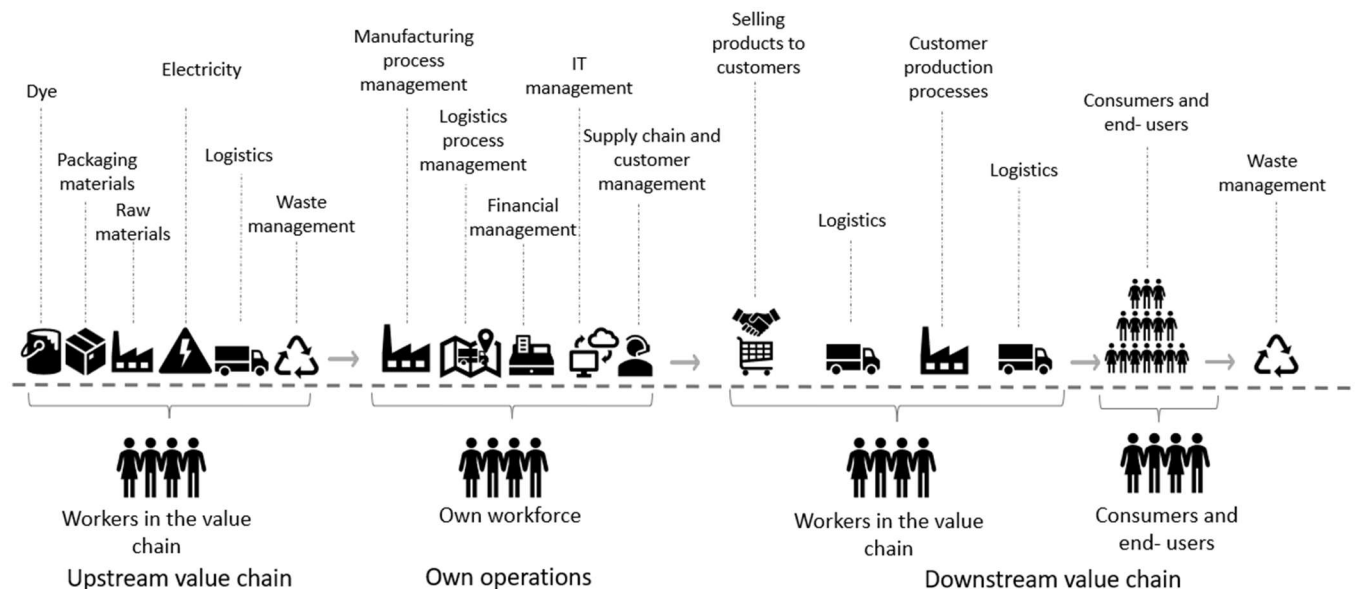 Dye
Packaging
materials
Raw
materials
Electricity
Logistics
Waste
management
Manufacturing
process
management
Logistics
process
management
Financial
management
IT
management
Supply chain and
customer
management
Selling
products to
customers
Logistics
Customer
production
processes
Logistics
Consumers and
end- users
Waste
management
Workers in the value
chain
Own workforce
Workers in the value
chain
Consumers and
end- users
Upstream value chain
Own operations
Downstream value chain